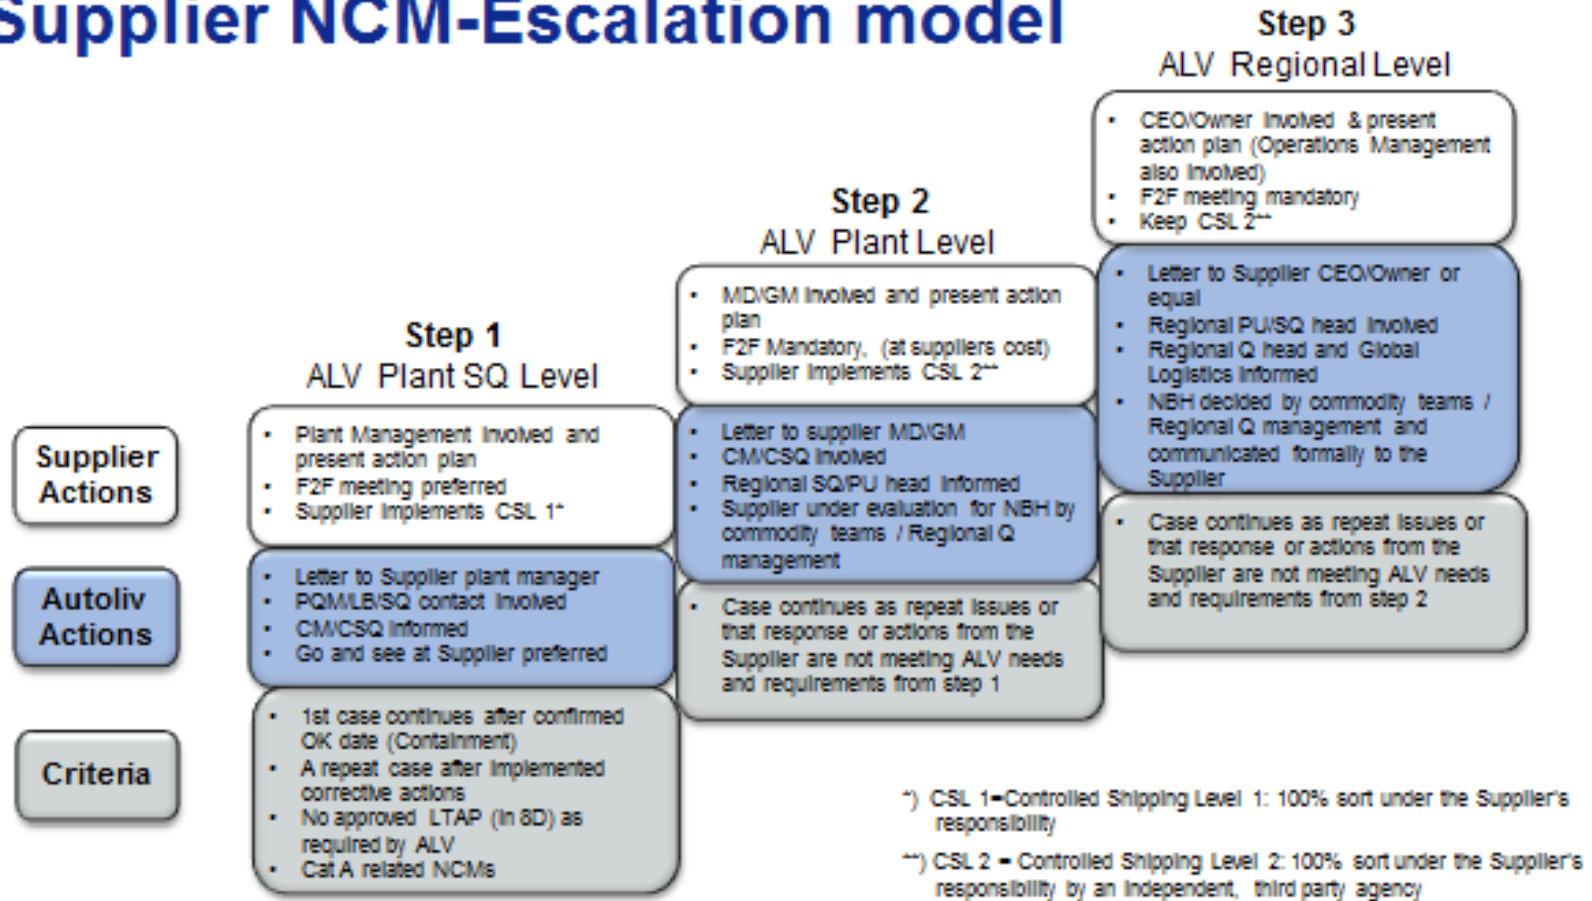 Supplier NCM-Escalation model
Step 3
ALV Regional Level
• CEO/Owner Involved & present
action plan (Operations Management
also Involved)
• F2F meeting mandatory
• Keep CSL 2**
• Letter to Supplier CEO/Owner or
equal
• Regional PU/SQ head Involved
• Regional Q head and Global
Logistics Informed
• NBH decided by commodity teams /
Regional Q management and
communicated formally to the
Supplier
• Case continues as repeat Issues or
that response or actions from the
Supplier are not meeting ALV needs
and requirements from step 2
Step 2
ALV Plant Level
• MD/GM Involved and present action
plan
• F2F Mandatory, (at suppliers cost)
• Supplier Implements CSL 2**
• Letter to supplier MD/GM
• CM/CSQ Involved
• Regional SQ/PU head Informed
• Supplier under evaluation for NBH by
commodity teams / Regional Q
management
• Case continues as repeat Issues or
that response or actions from the
Supplier are not meeting ALV needs
and requirements from step 1
Step 1
ALV Plant SQ Level
• Plant Management Involved and
present action plan
• F2F meeting preferred
• Supplier Implements CSL 1*
• Letter to Supplier plant manager
• PQM/LB/SQ contact Involved
• CM/CSQ Informed
• Go and see at Supplier preferred
• 1st case continues after confirmed
OK date (Containment)
• A repeat case after Implemented
corrective actions
• No approved LTAP (In 8D) as
required by ALV
• Cat A related NCMs
Supplier
Actions
Autoliv
Actions
Criteria
*) CSL 1=Controlled Shipping Level 1: 100% sort under the Supplier's
responsibility
**) CSL 2 = Controlled Shipping Level 2: 100% sort under the Supplier's
responsibility by an Independent, third party agency